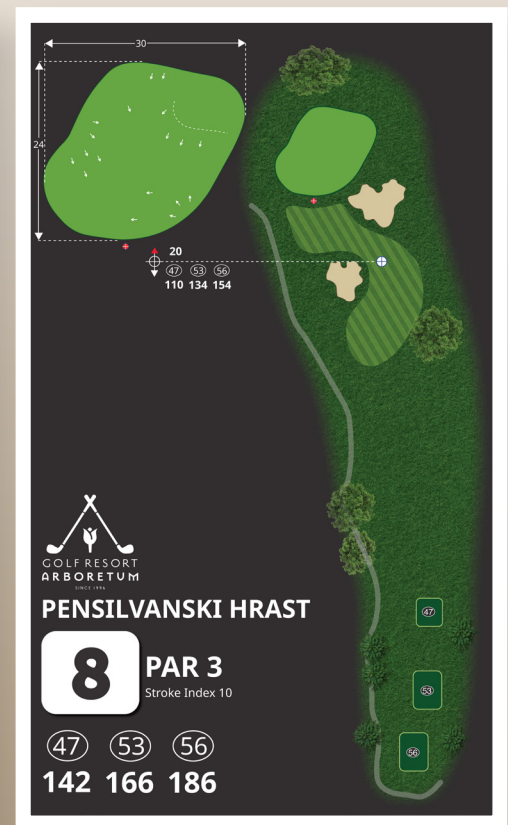 30
24
20
47 53 56
110 134 154
47
53
56
GOLF RESORT
ARBORETUM
SINCE 1996
PENSILVANSKI HRAST
8
PAR 3
Stroke Index 10
47 53 56
142 166 186